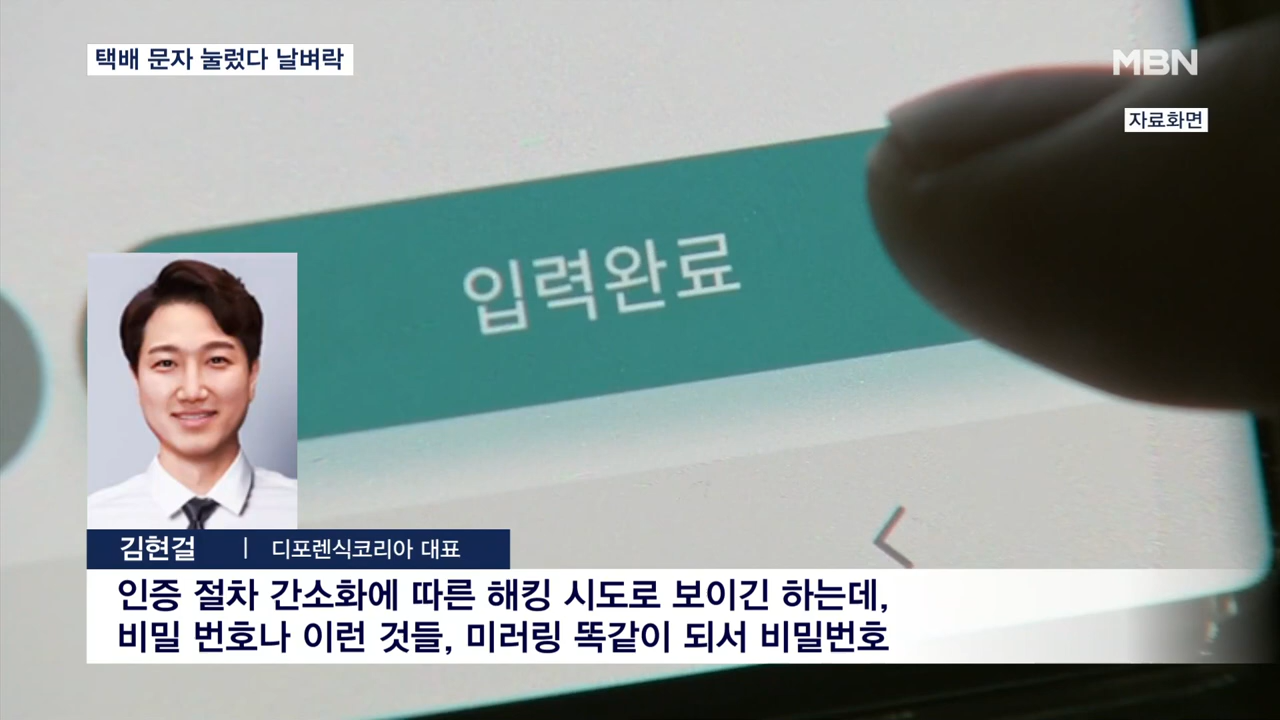 택배 문자 눌렀다 날벼락
MBN
자료화면
입력완료
김현걸 | 디포렌식코리아 대표
인증 절차 간소화에 따른 해킹 시도로 보이긴 하는데,
비밀 번호나 이런 것들, 미러링 똑같이 되서 비밀번호